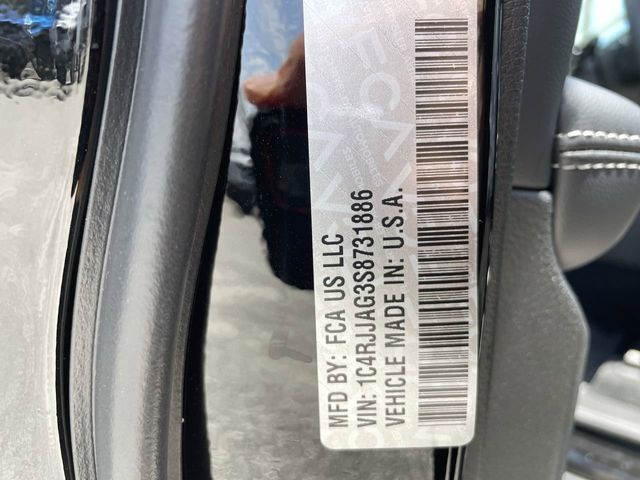 MFD BY: FCA US LLC
VIN: 1C4RJJAG3S8731886
VEHICLE MADE IN: U.S.A.